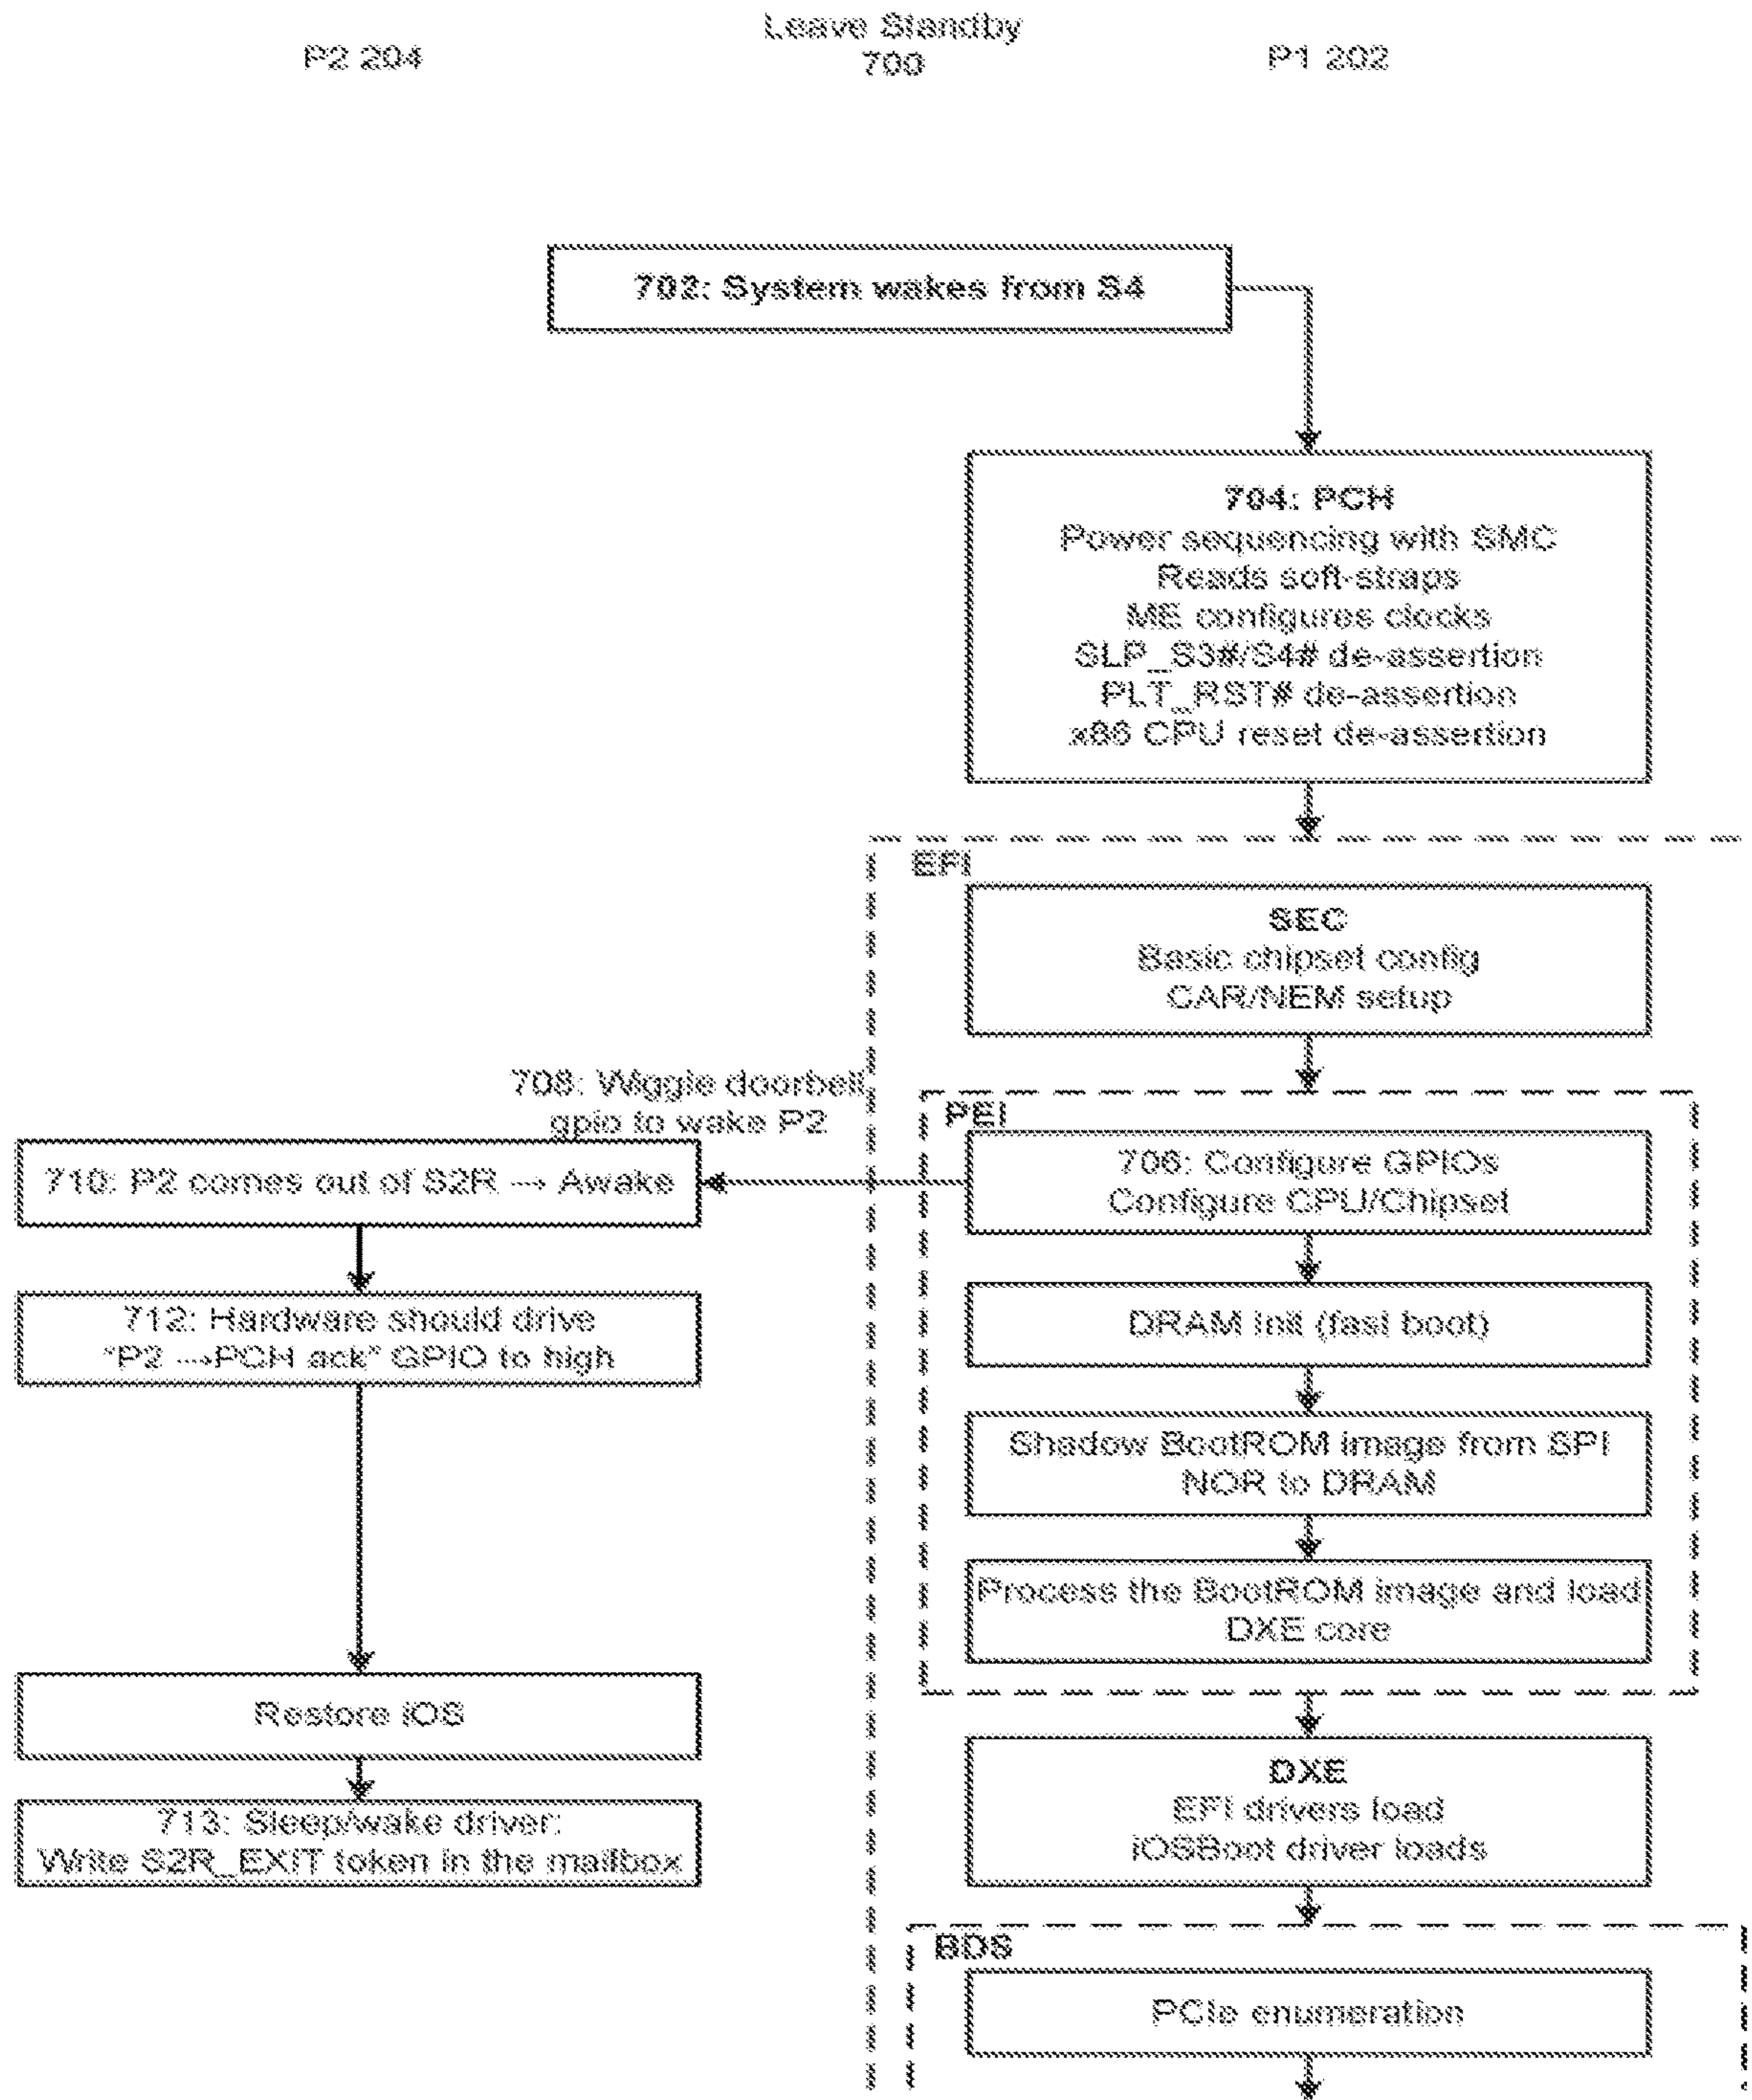 Leave Standby
P2 204
700
P1 202
702: System wakes from S4
704: PCH
Power sequencing with SMC
Reads soft-straps
ME configures clocks
SLP_S3#/S4# de-assertion
PLT_RST# de-assertion
x86 CPU reset de-assertion
EFI
SEC
Basic chipset config
CAR/NEM setup
708: Wiggle doorbell
gpio to wake P2
PEI
706: Configure GPIOs
Configure CPU/Chipset
710: P2 comes out of S2R → Awake
712: Hardware should drive
"P2 →PCH ack" GPIO to high
DRAM Init (fast boot)
Shadow BootROM image from SPI
NOR to DRAM
Process the BootROM image and load
DXE core
Restore iOS
713: Sleep/wake driver:
Write S2R_EXIT token in the mailbox
DXE
EFI drivers load
iOSBoot driver loads
BDS
PCIe enumeration